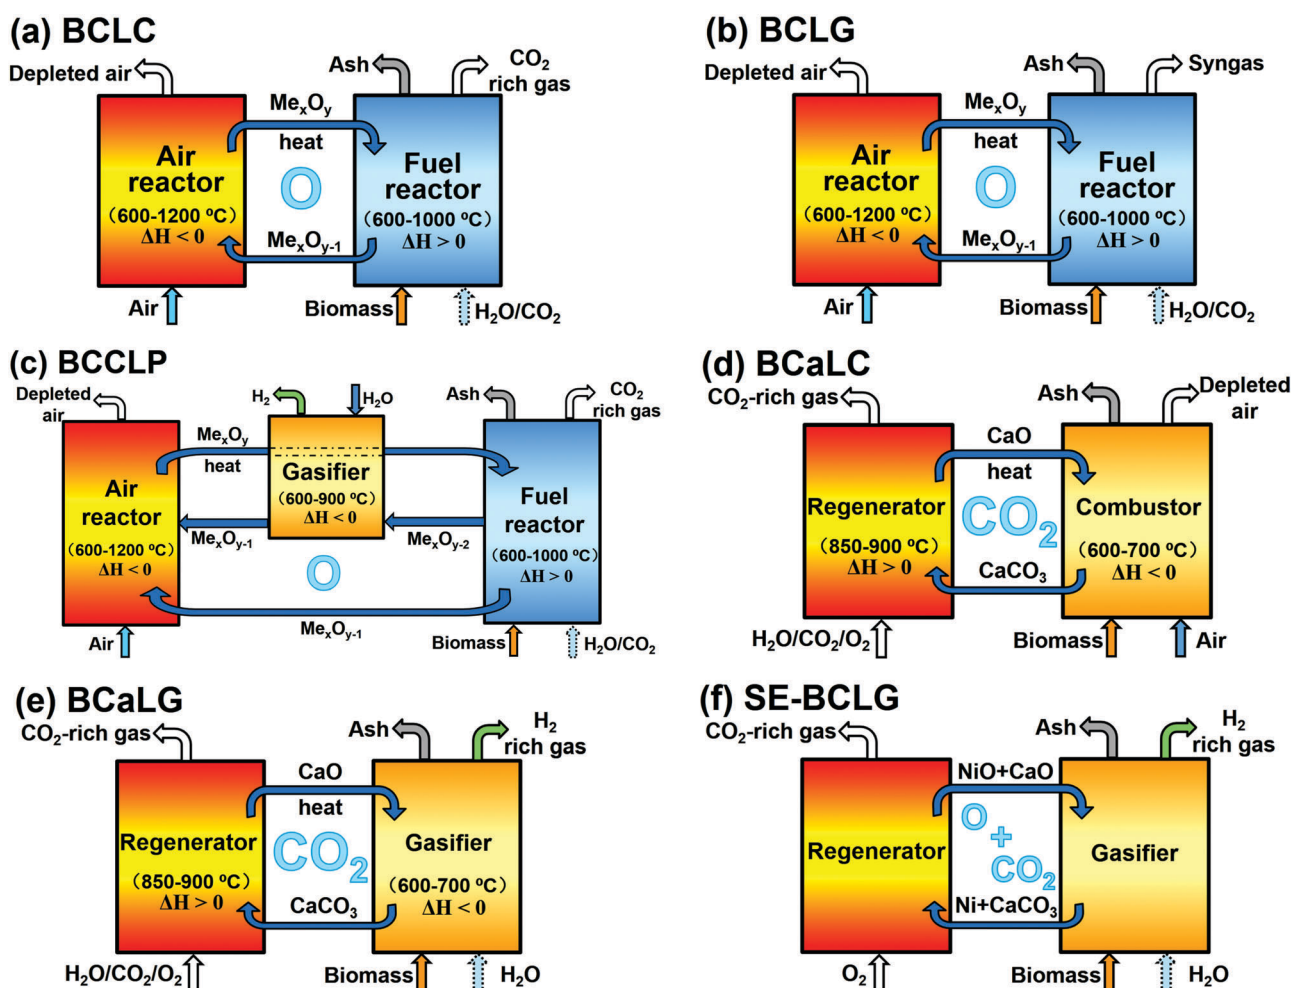 (a) BCLC
Depleted air
Ash
CO₂
rich gas
MeₓOᵧ
heat
Air
reactor
（600-1200 ºC）
ΔH < 0
O
Fuel
reactor
（600-1000 ºC）
ΔH > 0
MeₓOᵧ₋₁
Air
Biomass
H₂O/CO₂
(b) BCLG
Depleted air
Ash
Syngas
MeₓOᵧ
heat
Air
reactor
（600-1200 ºC）
ΔH < 0
O
Fuel
reactor
（600-1000 ºC）
ΔH > 0
MeₓOᵧ₋₁
Air
Biomass
H₂O/CO₂
(c) BCCLP
Depleted
air
H₂
H₂O
Ash
CO₂
rich gas
MeₓOᵧ
heat
Gasifier
（600-900 ºC）
ΔH < 0
Air
reactor
（600-1200 ºC）
ΔH < 0
Fuel
reactor
（600-1000 ºC）
ΔH > 0
MeₓOᵧ₋₁
MeₓOᵧ₋₂
O
MeₓOᵧ₋₁
Air
Biomass
H₂O/CO₂
(d) BCaLC
CO₂-rich gas
Ash
Depleted
air
CaO
heat
Regenerator
（850-900 ºC）
ΔH > 0
CO₂
Combustor
（600-700 ºC）
ΔH < 0
CaCO₃
H₂O/CO₂/O₂
Biomass
Air
(e) BCaLG
CO₂-rich gas
Ash
H₂
rich gas
CaO
heat
Regenerator
（850-900 ºC）
ΔH > 0
CO₂
Gasifier
（600-700 ºC）
ΔH < 0
CaCO₃
H₂O/CO₂/O₂
Biomass
H₂O
(f) SE-BCLG
CO₂-rich gas
Ash
H₂
rich gas
NiO+CaO
Regenerator
O
+
CO₂
Gasifier
Ni+CaCO₃
O₂
Biomass
H₂O